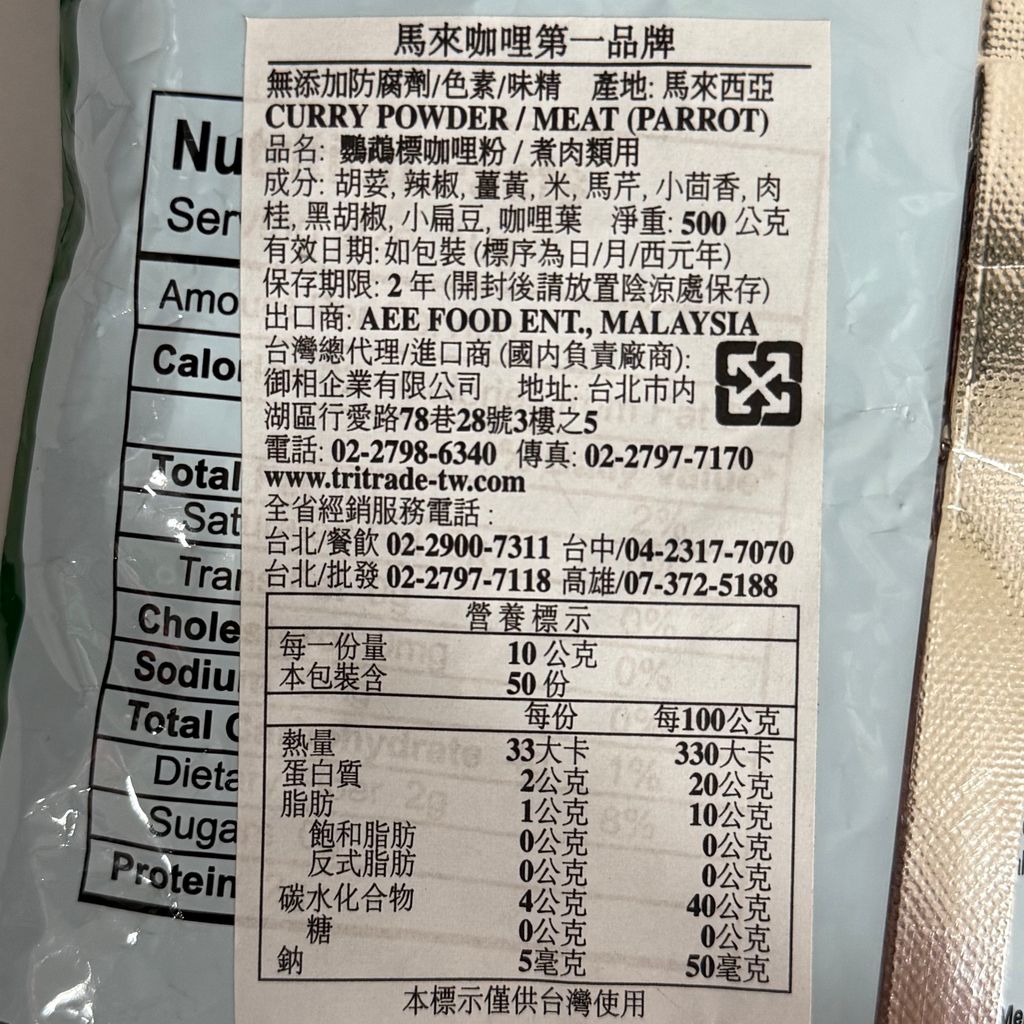 馬來咖哩第一品牌
無添加防腐劑/色素/味精 產地: 馬來西亞
CURRY POWDER / MEAT (PARROT)
品名: 鸚鵡標咖哩粉 / 煮肉類用
成分: 胡荽, 辣椒, 薑黃, 米, 馬芹, 小茴香, 肉
桂, 黑胡椒, 小扁豆, 咖哩葉 淨重: 500 公克
有效日期: 如包裝 (標序為日/月/西元年)
保存期限: 2 年 (開封後請放置陰涼處保存)
出口商: AEE FOOD ENT., MALAYSIA
台灣總代理/進口商 (國內負責廠商):
御相企業有限公司 地址: 台北市內
湖區行愛路78巷28號3樓之5
電話: 02-2798-6340 傳真: 02-2797-7170
www.tritrade-tw.com
全省經銷服務電話 :
台北/餐飲 02-2900-7311 台中/04-2317-7070
台北/批發 02-2797-7118 高雄/07-372-5188
營養標示
每一份量 10 公克
本包裝含 50 份
每份 每100公克
熱量 33大卡 330大卡
蛋白質 2公克 20公克
脂肪 1公克 10公克
飽和脂肪 0公克 0公克
反式脂肪 0公克 0公克
碳水化合物 4公克 40公克
糖 0公克 0公克
鈉 5毫克 50毫克
本標示僅供台灣使用
Nu
Ser
Amo
Calo
Total
Sat
Tran
Chole
Sodiu
Total C
Dieta
Suga
Protein